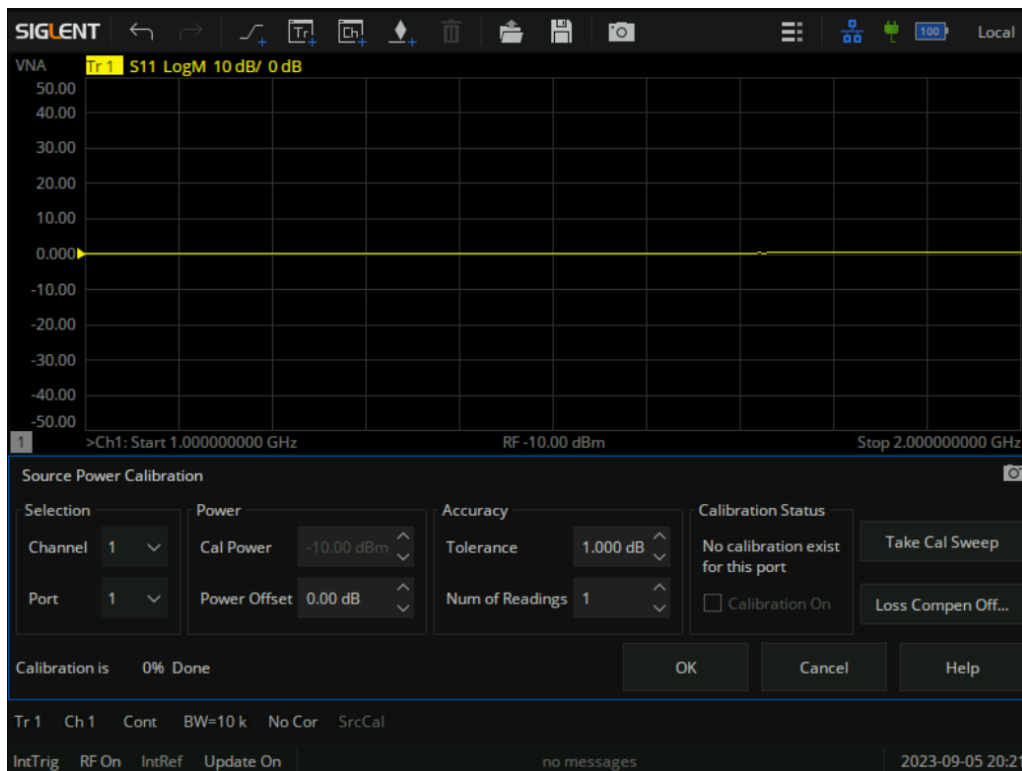 SIGLENT Tr Ch 100 Local
VNA Tr 1 S11 LogM 10 dB/ 0 dB
50.00
40.00
30.00
20.00
10.00
0.000
-10.00
-20.00
-30.00
-40.00
-50.00
1 >Ch1: Start 1.000000000 GHz RF -10.00 dBm Stop 2.000000000 GHz
Source Power Calibration
Selection Power Accuracy Calibration Status
Channel 1 Cal Power -10.00 dBm Tolerance 1.000 dB No calibration exist for this port Take Cal Sweep
Port 1 Power Offset 0.00 dB Num of Readings 1 Calibration On Loss Compen Off...
Calibration is 0% Done OK Cancel Help
Tr 1 Ch 1 Cont BW=10 k No Cor SrcCal
IntTrig RF On IntRef Update On no messages 2023-09-05 20:21